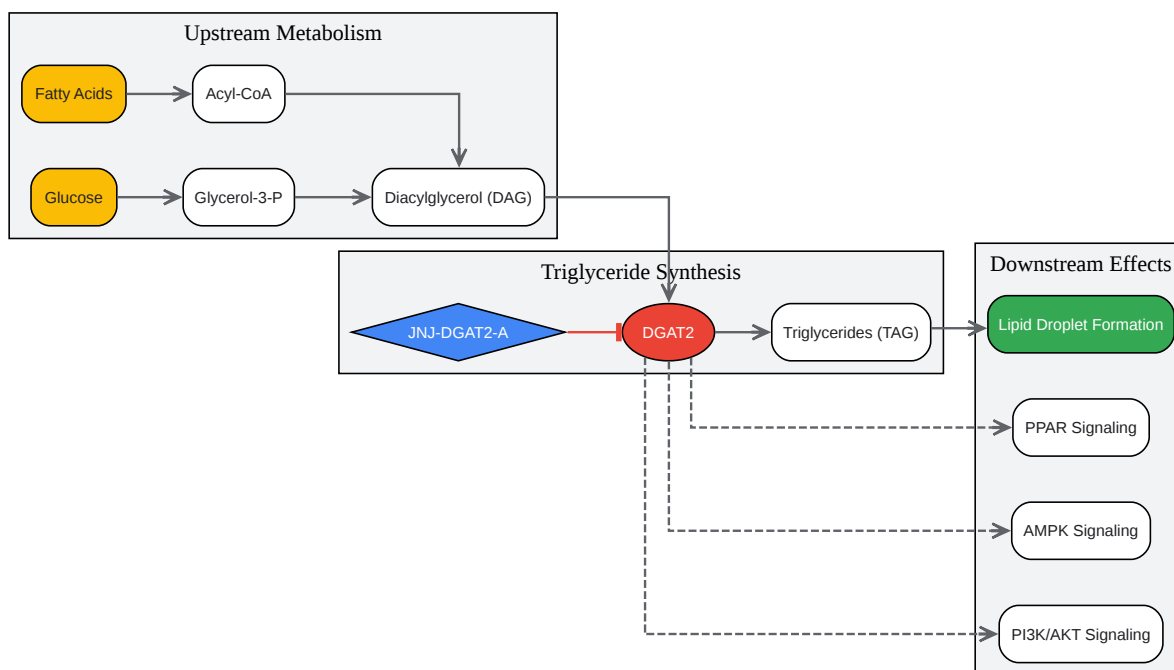 Upstream Metabolism
Fatty Acids
Acyl-CoA
Glucose
Glycerol-3-P
Diacylglycerol (DAG)
Triglyceride Synthesis
JNJ-DGAT2-A
DGAT2
Triglycerides (TAG)
Downstream Effects
Lipid Droplet Formation
PPAR Signaling
AMPK Signaling
PI3K/AKT Signaling